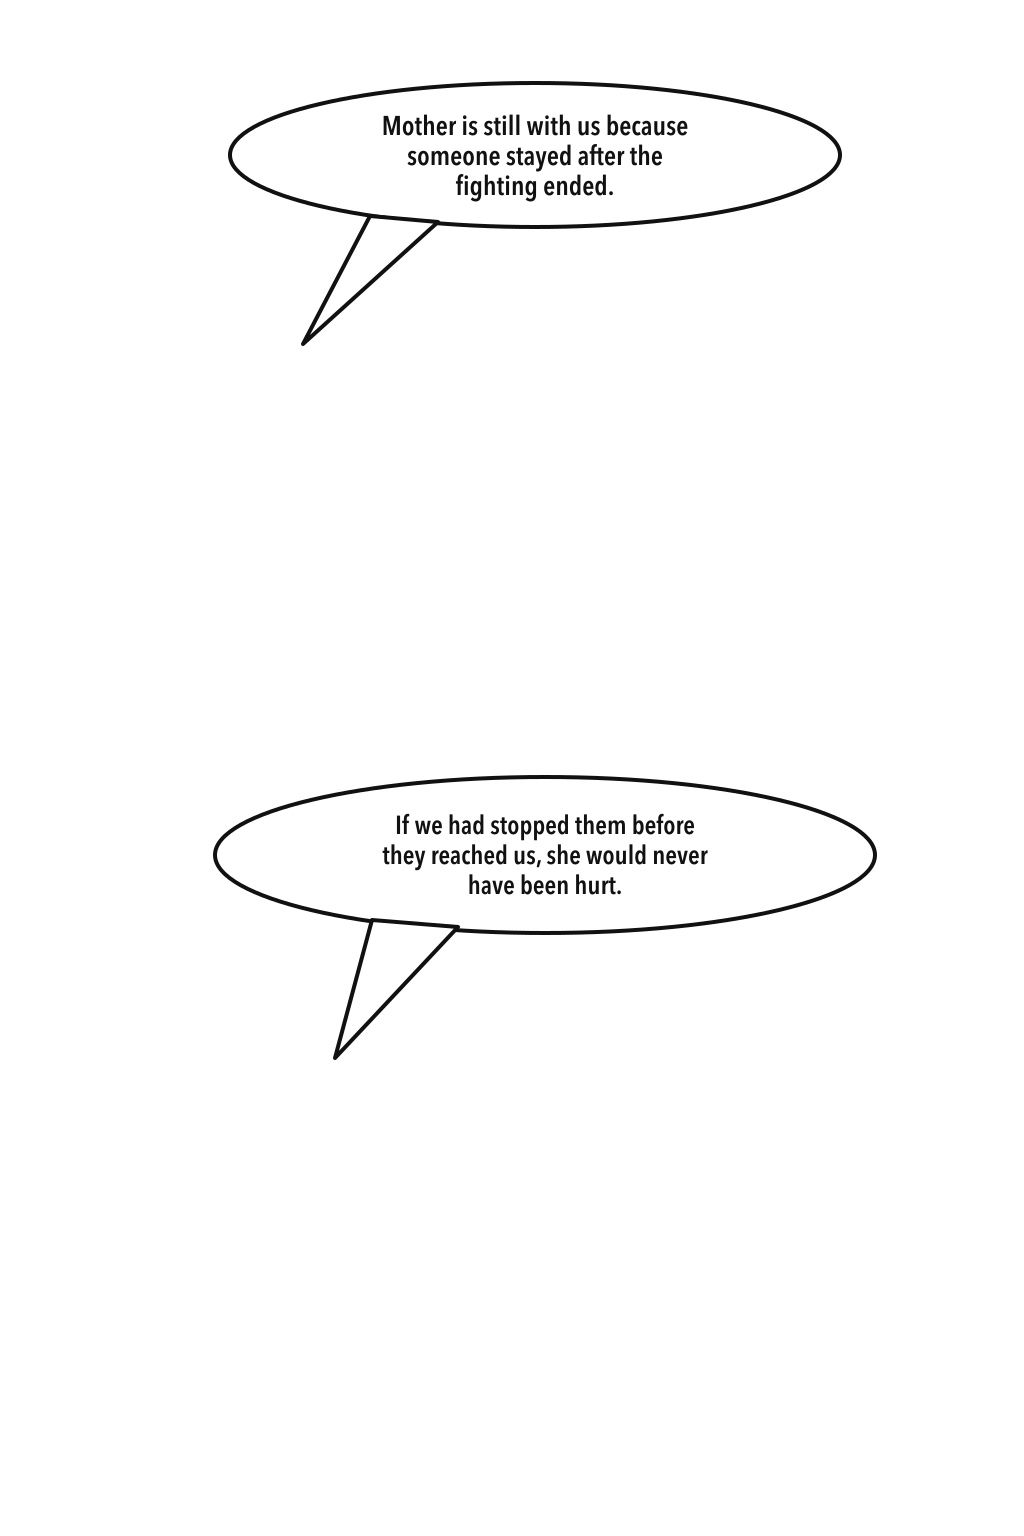 Mother is still with us because
someone stayed after the
fighting ended.
If we had stopped them before
they reached us, she would never
have been hurt.